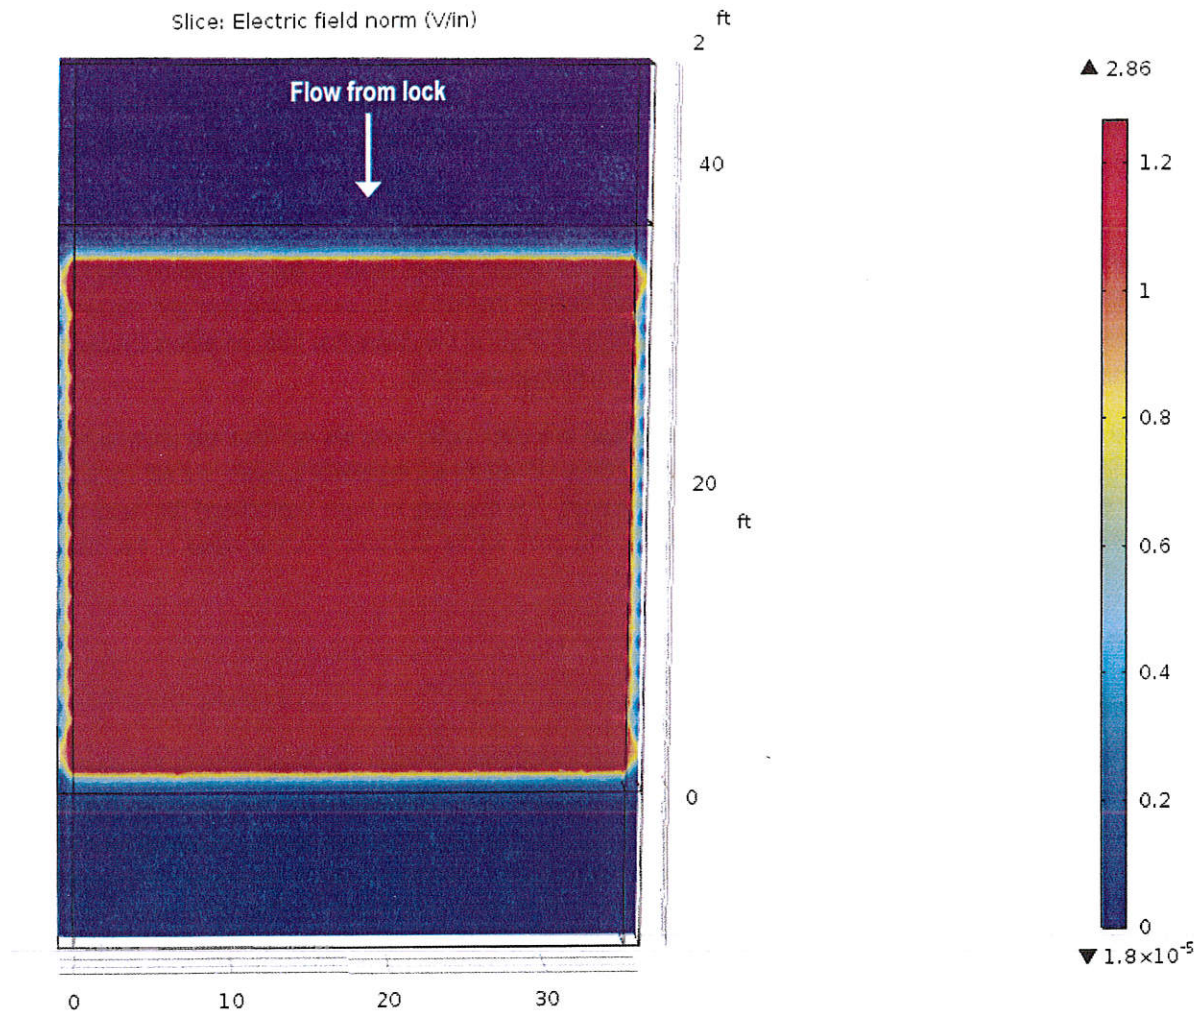 Slice: Electric field norm (V/in)
ft
2
Flow from lock
▲ 2.86
40
1.2
1
20
ft
0.8
0.6
0.4
0
0.2
0
▼ 1.8×10⁻⁵
0 10 20 30